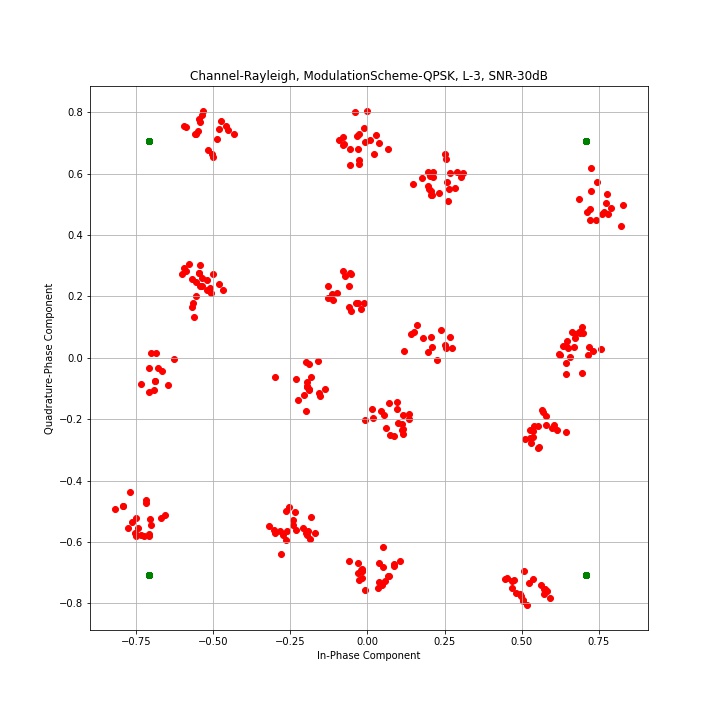 Channel-Rayleigh, ModulationScheme-QPSK, L-3, SNR-30dB
Quadrature-Phase Component
0.8
0.6
0.4
0.2
0.0
−0.2
−0.4
−0.6
−0.8
−0.75 −0.50 −0.25 0.00 0.25 0.50 0.75
In-Phase Component